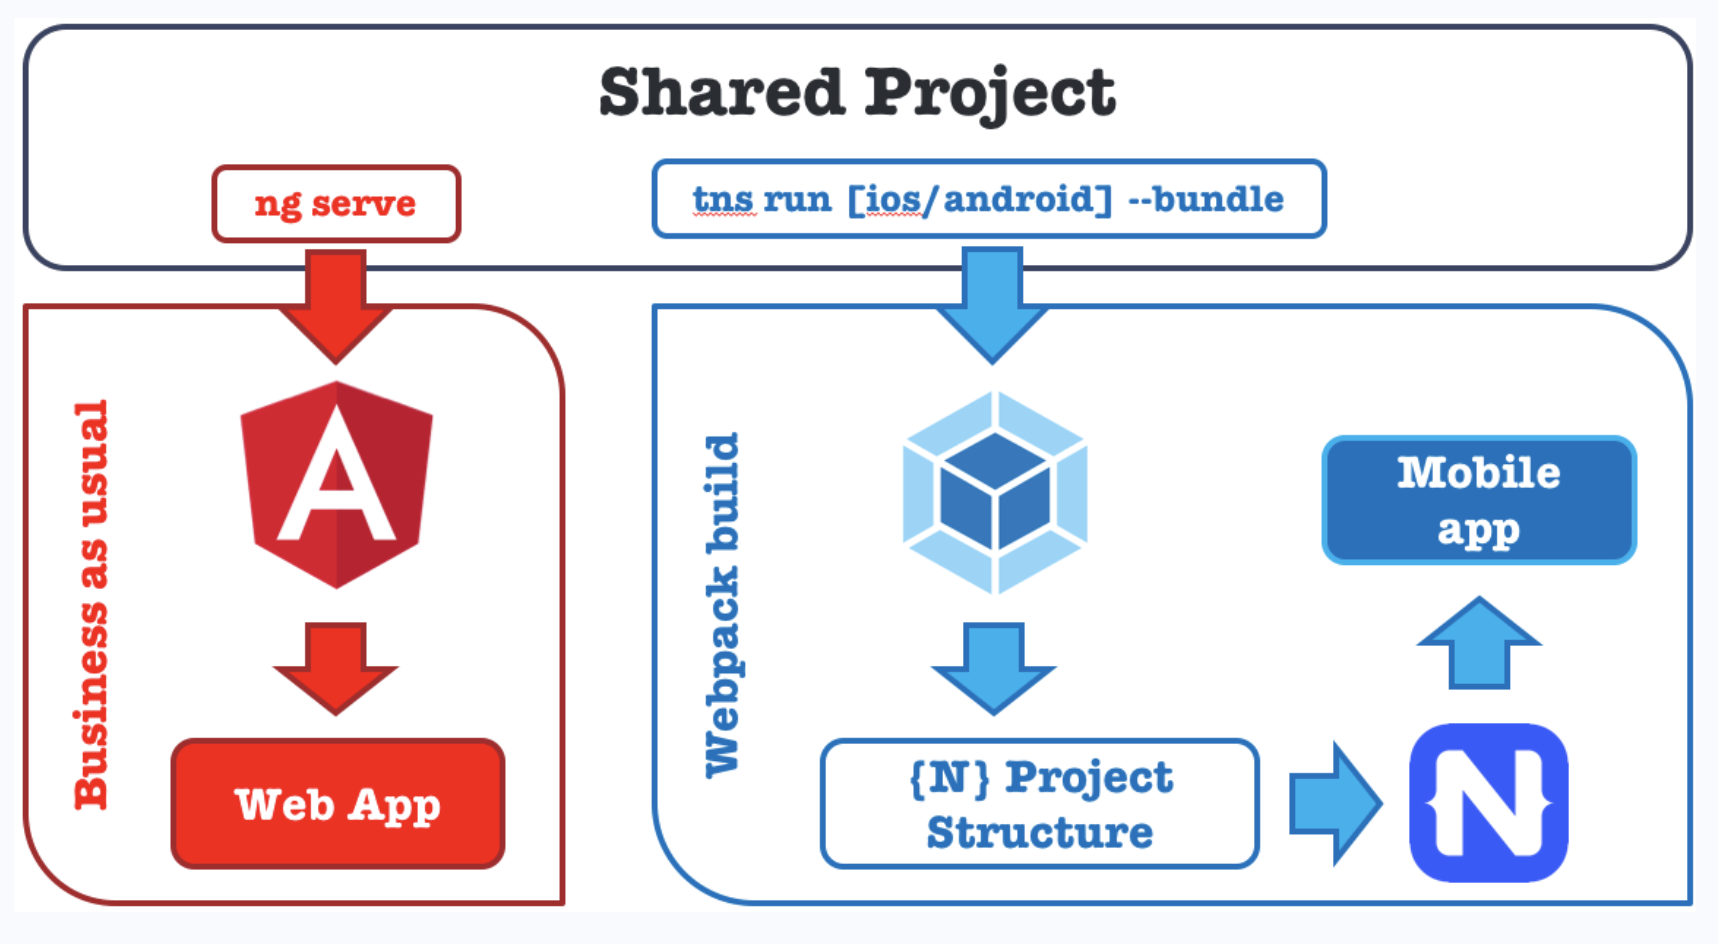 Shared Project
ng serve
tns run [ios/android] --bundle
Business as usual
Web App
Webpack build
{N} Project
Structure
Mobile
app